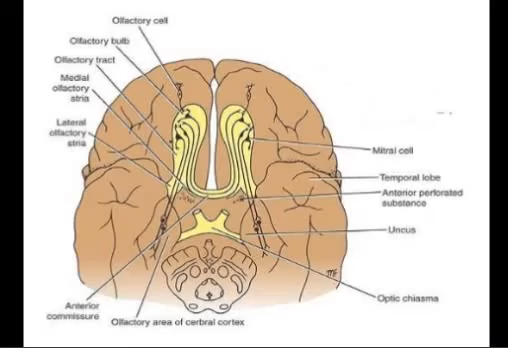 Olfactory cell
Olfactory bulb
Olfactory tract
Medial
olfactory
stria
Lateral
olfactory
stria
Mitral cell
Temporal lobe
Anterior perforated
substance
Uncus
Optic chiasma
Anterior
commissure
Olfactory area of cerbral cortex